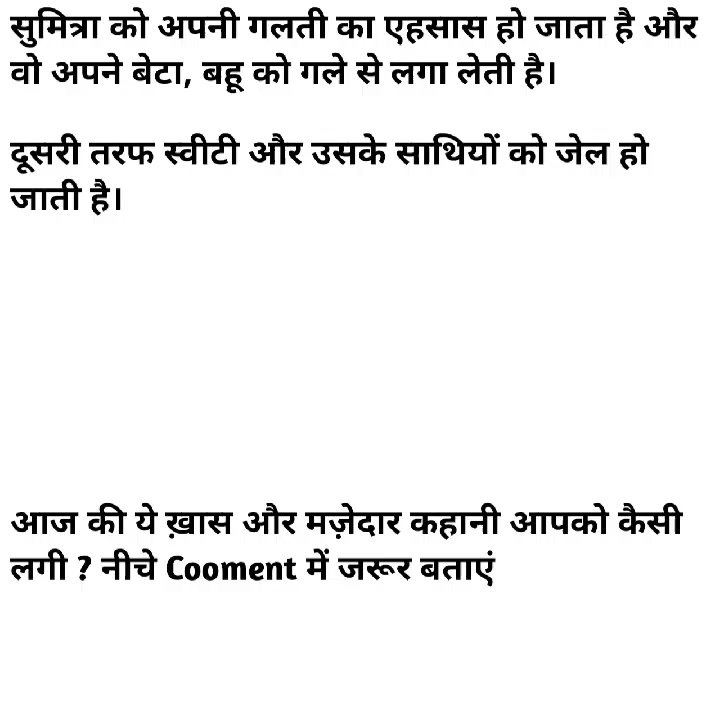 सुमित्रा को अपनी गलती का एहसास हो जाता है और
वो अपने बेटा, बहू को गले से लगा लेती है।
दूसरी तरफ स्वीटी और उसके साथियों को जेल हो
जाती है।
आज की ये ख़ास और मज़ेदार कहानी आपको कैसी
लगी ? नीचे Cooment में जरूर बताएं